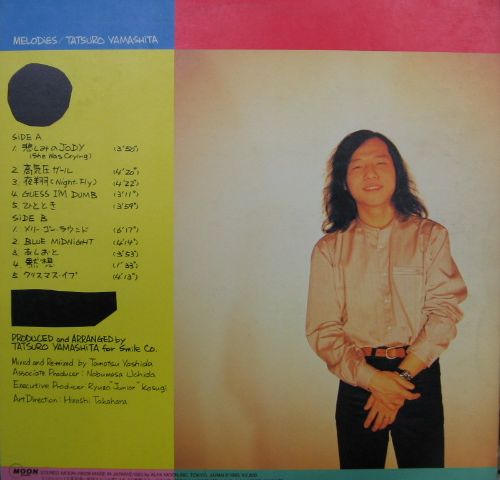 MELODiES / TATSURO YAMASHITA
SiDE A
1. 悲しみのJODY (3'50")
(She Was Crying)
2. 高気圧ガール (4'20")
3. 夜翔 (Night-Fly) (4'22")
4. GUESS I'M DUMB (3'11")
5. ひととき (3'59")
SiDE B
1. メリー・ゴー・ラウンド (6'17")
2. BLUE MiDNiGHT (4'14")
3. あしおと (3'53")
4. 黙想 (1'33")
5. クリスマス・イブ (4'13")
PRODUCED and ARRANGED by
TATSURO YAMASHITA for Smile Co.
Mixed and Remixed by Tamotsu Yoshida
Associate Producer : Nobumasa Uchida
Executive Producer Ryuzo "Junior" Kosugi
Art Direction : Hiroshi Takahara
MOON